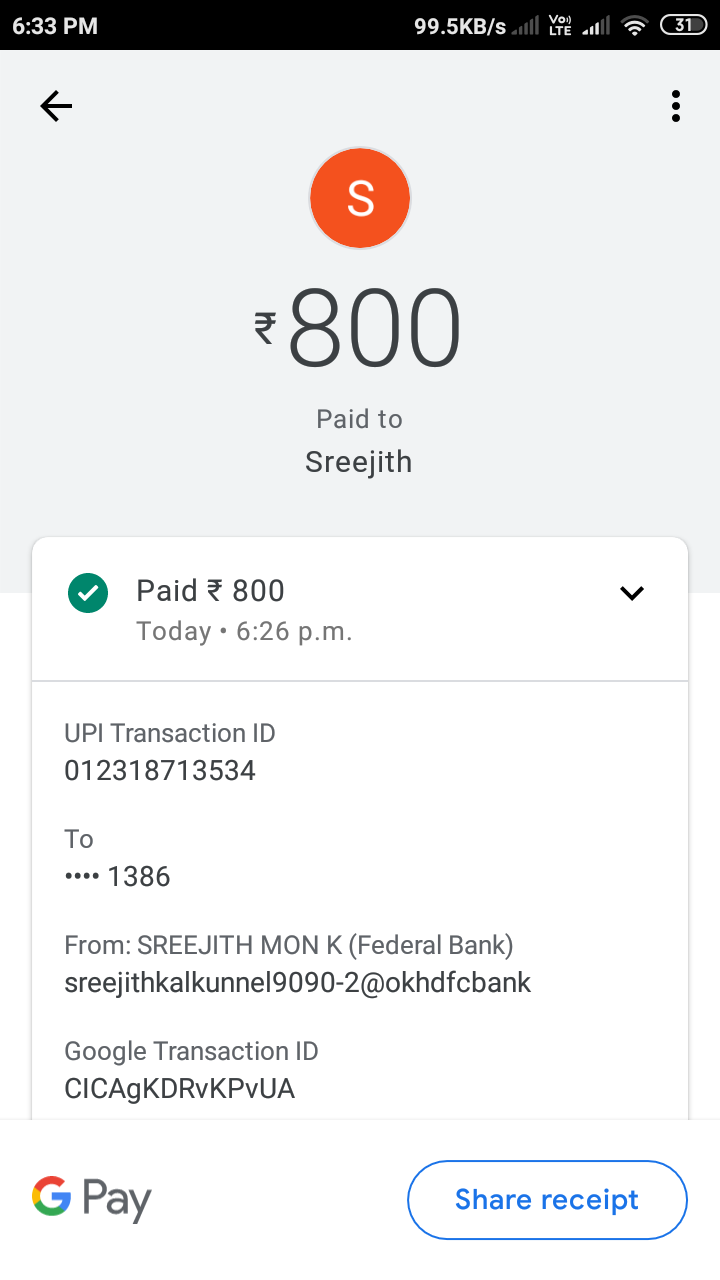 6:33 PM
99.5KB/s
Vo))
LTE
31
S
₹800
Paid to
Sreejith
Paid ₹ 800
Today • 6:26 p.m.
UPI Transaction ID
012318713534
To
•••• 1386
From: SREEJITH MON K (Federal Bank)
sreejithkalkunnel9090-2@okhdfcbank
Google Transaction ID
CICAgKDRvKPvUA
G Pay
Share receipt